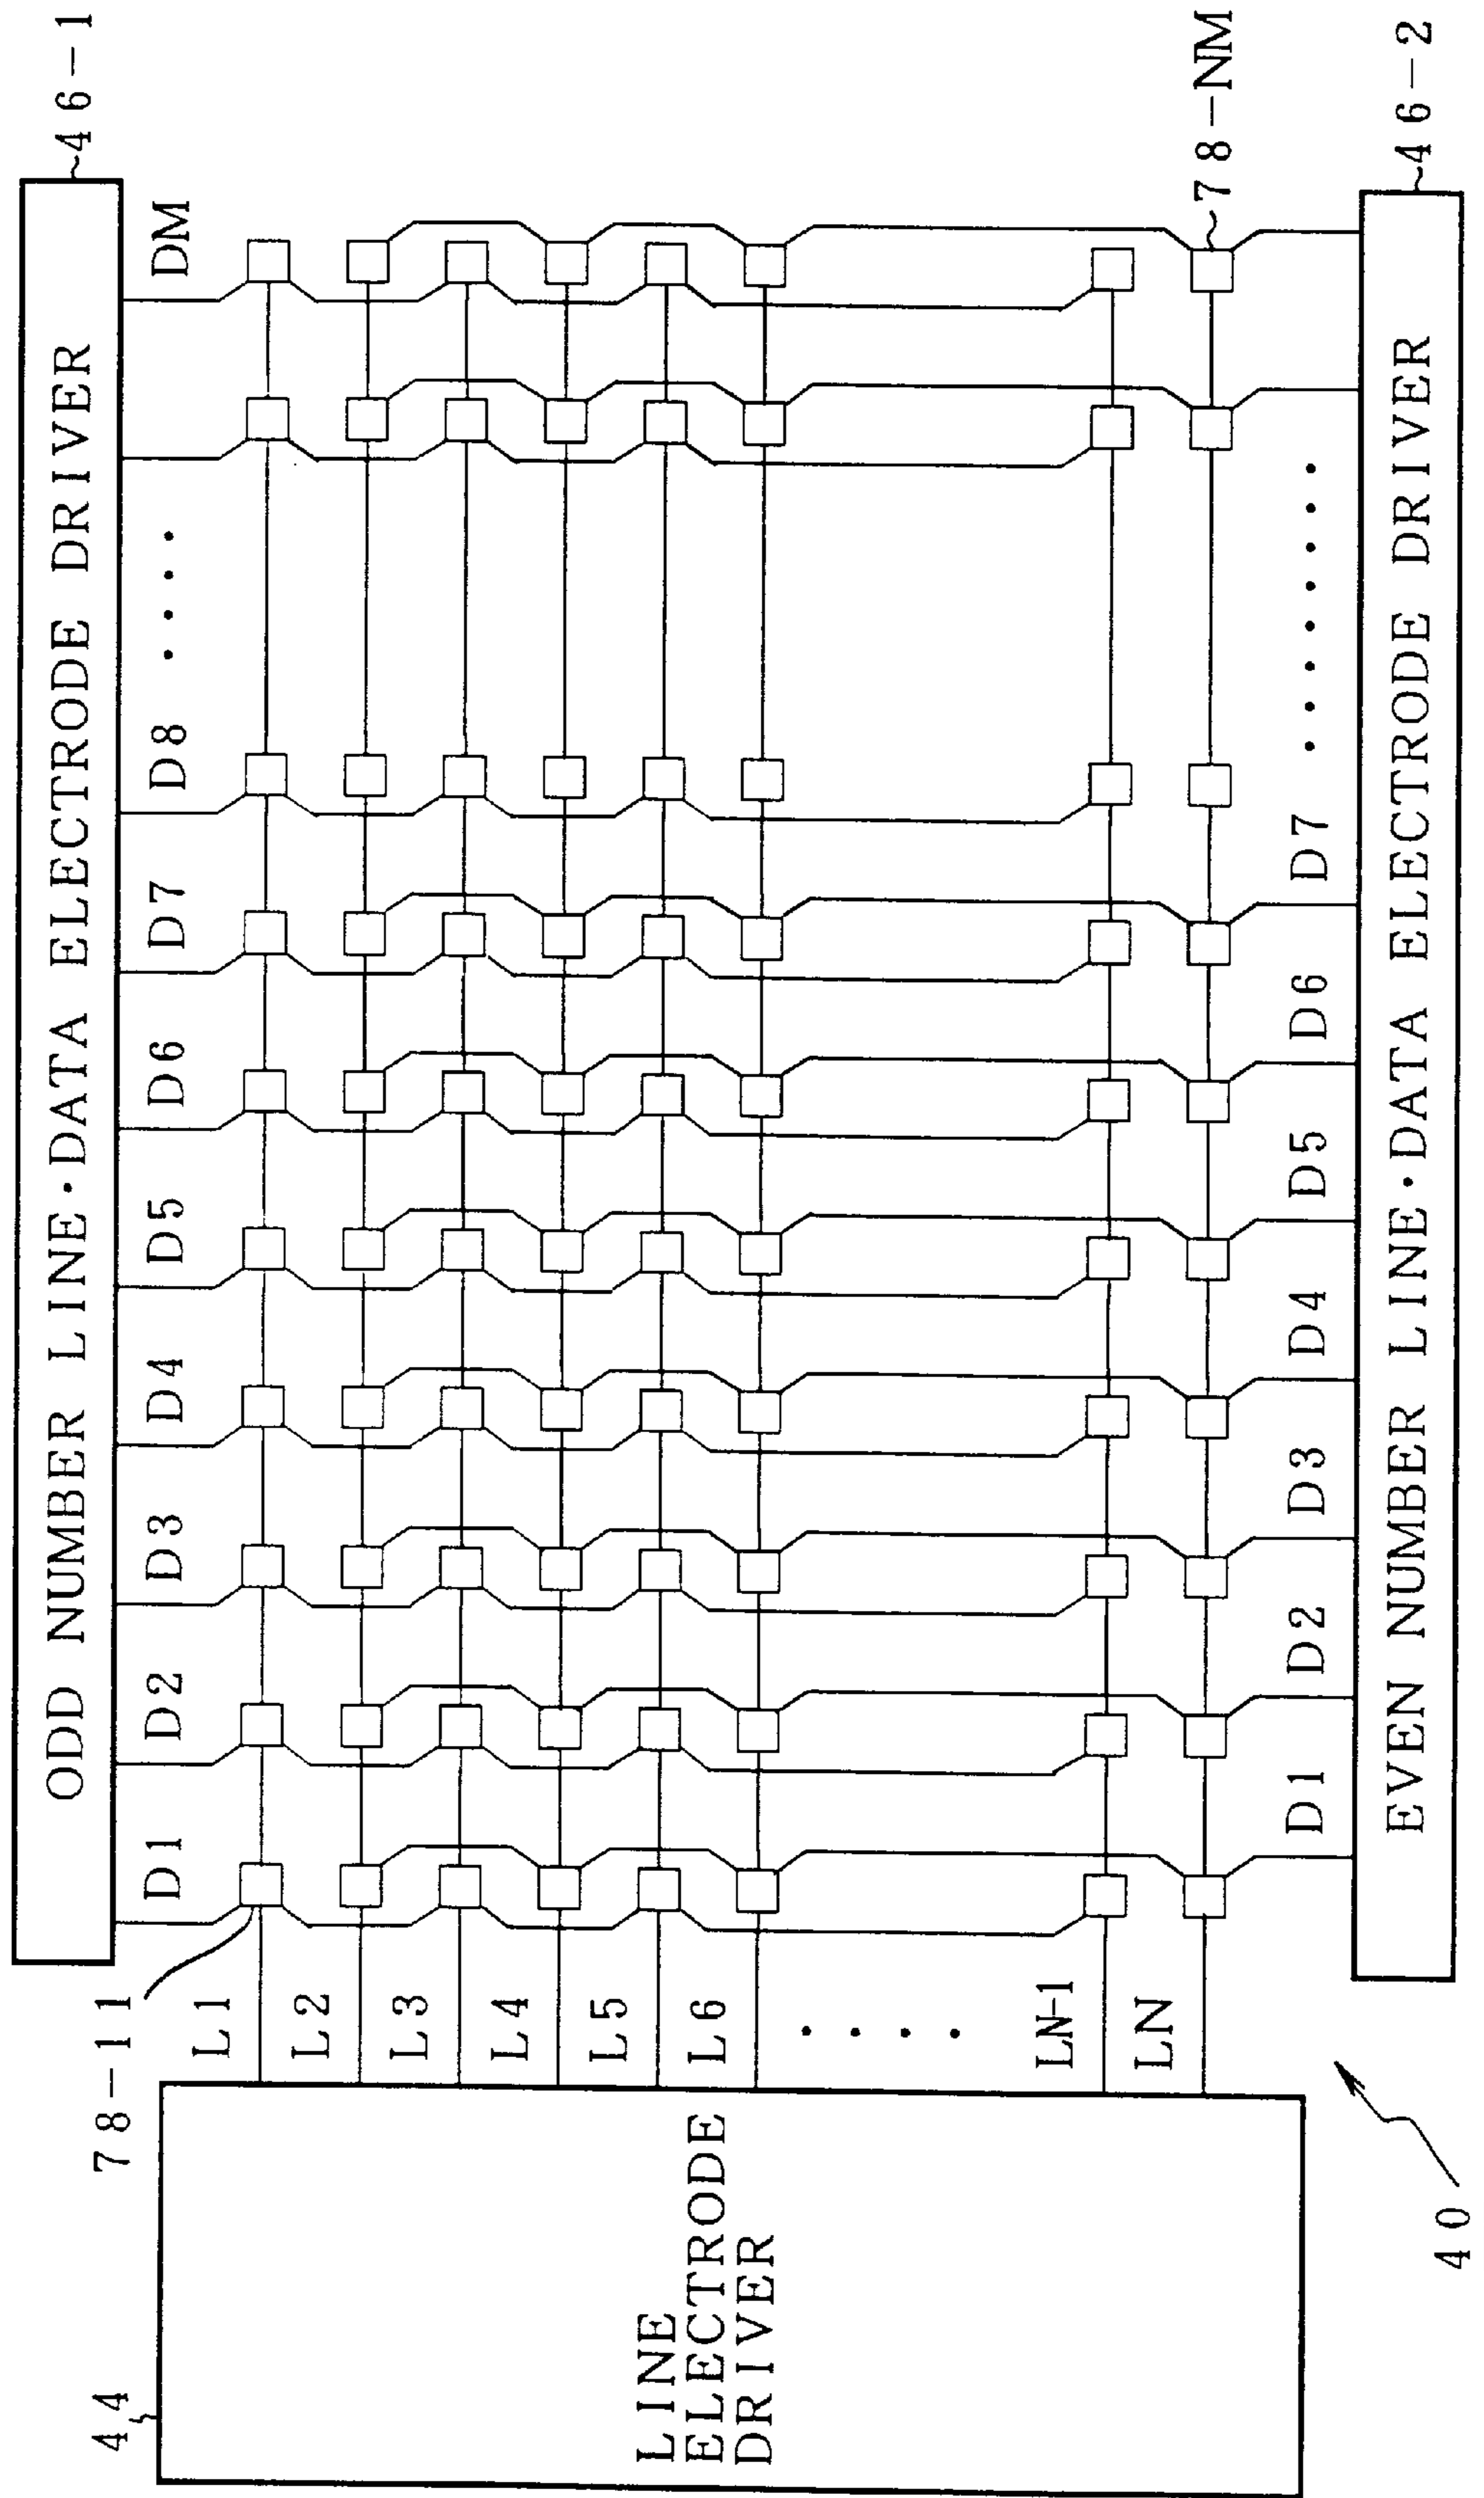 ODD NUMBER LINE·DATA ELECTRODE DRIVER
46-1
D1 D2 D3 D4 D5 D6 D7 D8 ····· DM
78-11
L1
L2
L3
L4
L5
L6
····
LN-1
LN
78-NM
44
LINE
ELECTRODE
DRIVER
D1 D2 D3 D4 D5 D6 D7 ········
EVEN NUMBER LINE·DATA ELECTRODE DRIVER
46-2
40